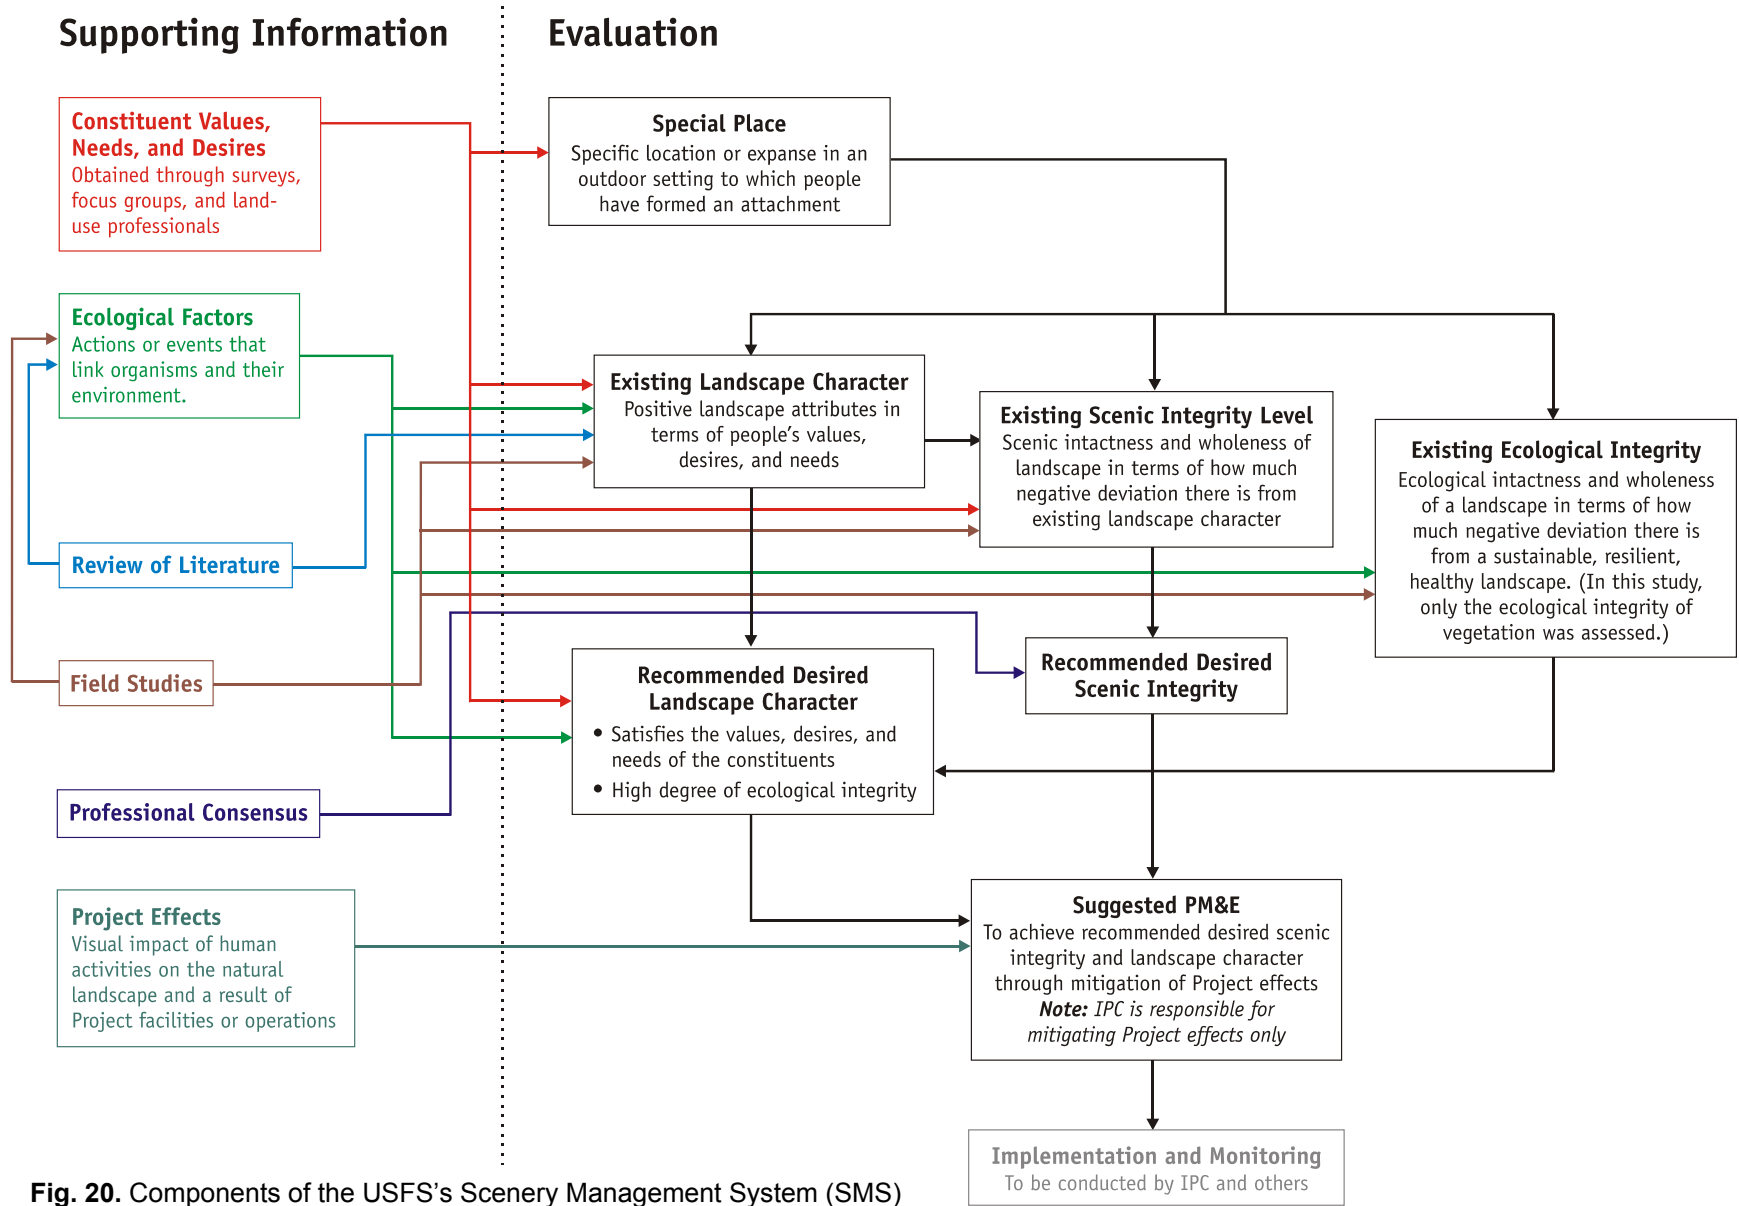 Supporting Information
Evaluation
Constituent Values,
Needs, and Desires
Obtained through surveys,
focus groups, and land-
use professionals
Special Place
Specific location or expanse in an
outdoor setting to which people
have formed an attachment
Ecological Factors
Actions or events that
link organisms and their
environment.
Existing Landscape Character
Positive landscape attributes in
terms of people's values,
desires, and needs
Existing Scenic Integrity Level
Scenic intactness and wholeness of
landscape in terms of how much
negative deviation there is from
existing landscape character
Existing Ecological Integrity
Ecological intactness and wholeness
of a landscape in terms of how
much negative deviation there is
from a sustainable, resilient,
healthy landscape. (In this study,
only the ecological integrity of
vegetation was assessed.)
Review of Literature
Field Studies
Recommended Desired
Landscape Character
• Satisfies the values, desires, and
needs of the constituents
• High degree of ecological integrity
Recommended Desired
Scenic Integrity
Professional Consensus
Project Effects
Visual impact of human
activities on the natural
landscape and a result of
Project facilities or operations
Suggested PM&E
To achieve recommended desired scenic
integrity and landscape character
through mitigation of Project effects
Note: IPC is responsible for
mitigating Project effects only
Implementation and Monitoring
To be conducted by IPC and others
Fig. 20. Components of the USFS's Scenery Management System (SMS)